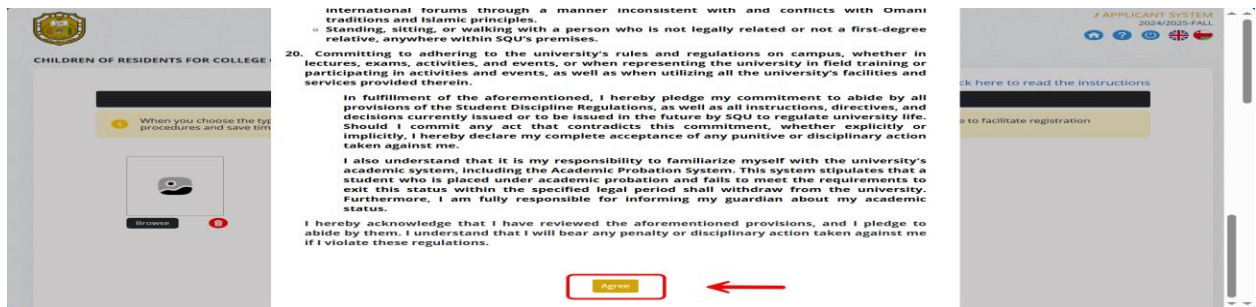 International forums through a manner inconsistent with and conflicts with Omani
traditions and Islamic principles.
Standing, sitting, or walking with a person who is not legally related or not a first-degree
relative, anywhere within SQU's premises.
20. Committing to adhering to the university's rules and regulations on campus, whether in
lectures, exams, activities, and events, or when representing the university in field training or
participating in activities and events, as well as when utilizing all the university's facilities and
services provided therein.
In fulfillment of the aforementioned, I hereby pledge my commitment to abide by all
provisions of the Student Discipline Regulations, as well as all instructions, directives, and
decisions currently issued or to be issued in the future by SQU to regulate university life.
Should I commit any act that contradicts this commitment, whether explicitly or
implicitly, I hereby declare my complete acceptance of any punitive or disciplinary action
taken against me.
I also understand that it is my responsibility to familiarize myself with the university's
academic system, including the Academic Probation System. This system stipulates that a
student who is placed under academic probation and fails to meet the requirements to
exit this status within the specified legal period shall withdraw from the university.
Furthermore, I am fully responsible for informing my guardian about my academic
status.
I hereby acknowledge that I have reviewed the aforementioned provisions, and I pledge to
abide by them. I understand that I will bear any penalty or disciplinary action taken against me
if I violate these regulations.
Agree
/ APPLICANT SYSTEM
2024/2025-FALL
CHILDREN OF RESIDENTS FOR COLLEGE
ck here to read the instructions
When you choose the typ
procedures and save tim
e to facilitate registration
Browse